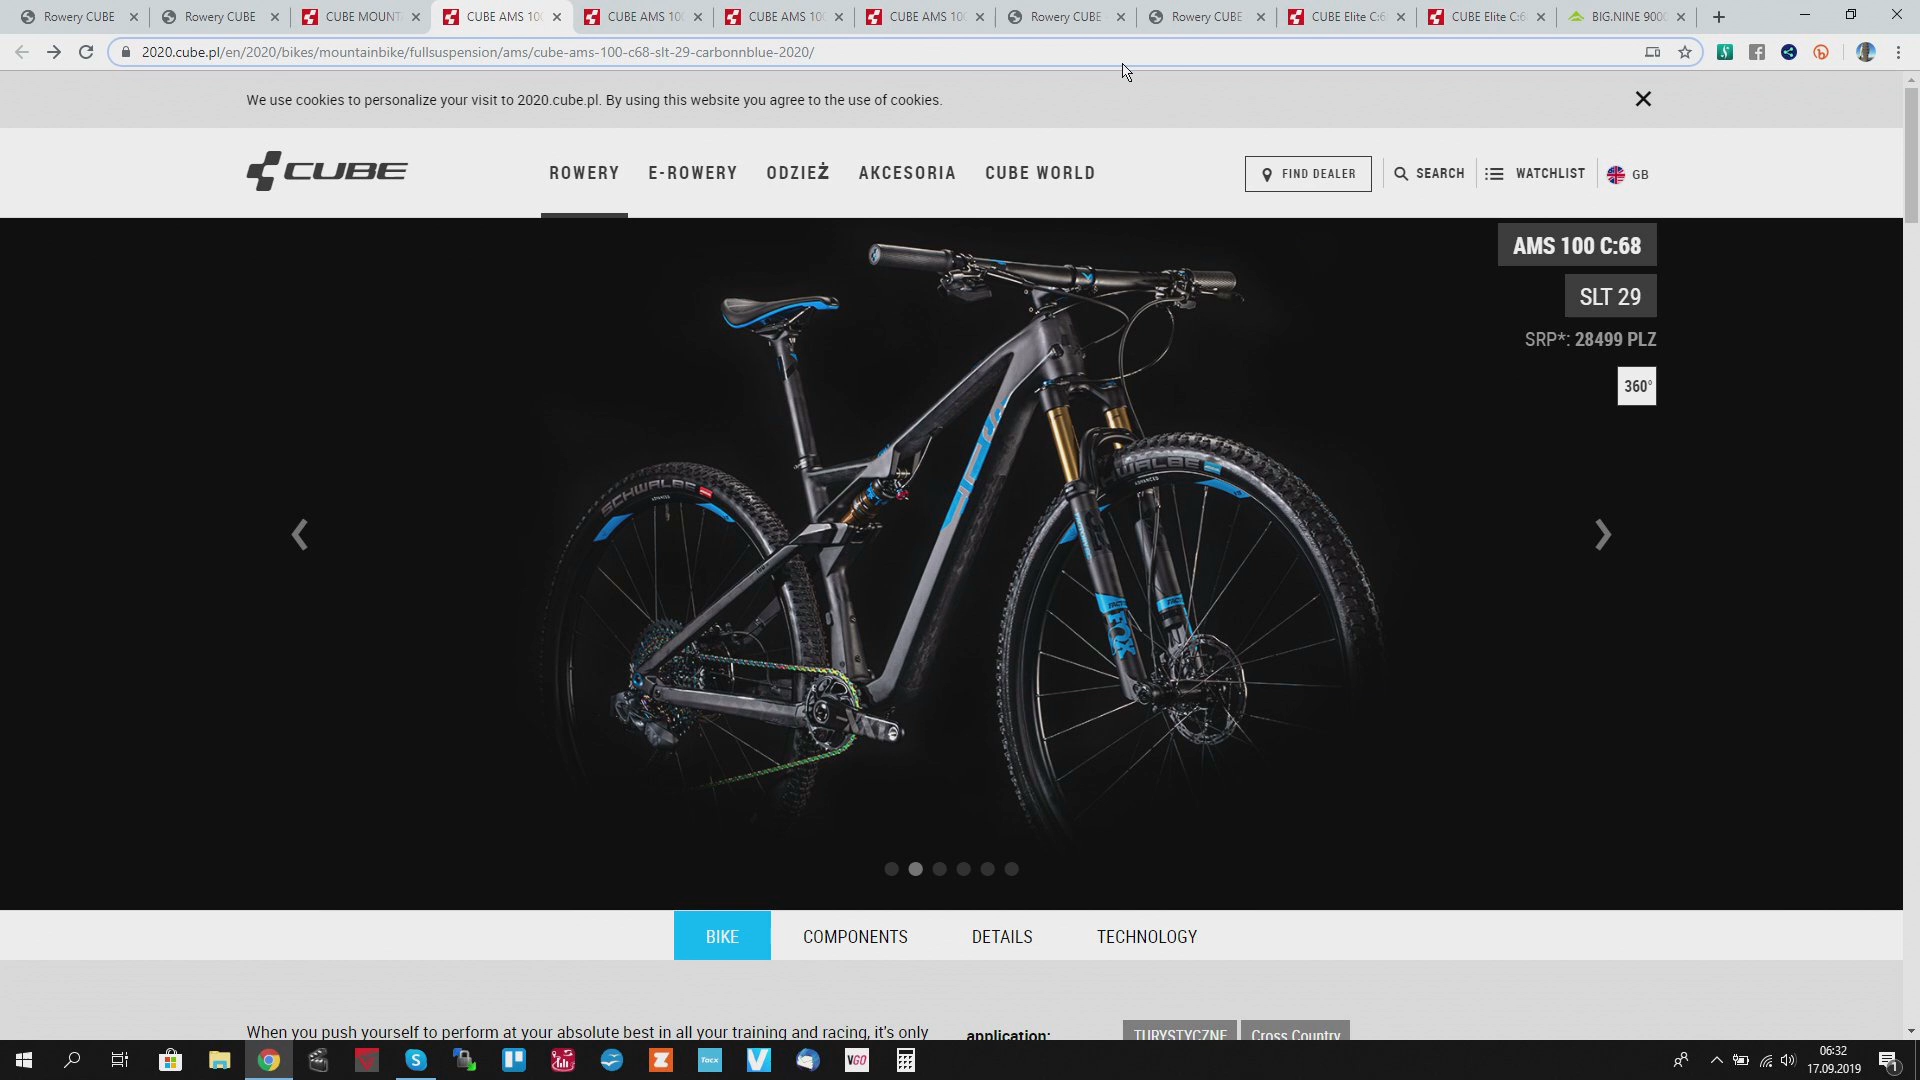 Rowery CUBE
Rowery CUBE
CUBE MOUNT
CUBE AMS 100
CUBE AMS 100
CUBE AMS 100
CUBE AMS 100
Rowery CUBE
Rowery CUBE
CUBE Elite C:6
CUBE Elite C:6
BIG.NINE 9000
2020.cube.pl/en/2020/bikes/mountainbike/fullsuspension/ams/cube-ams-100-c68-slt-29-carbonnblue-2020/
We use cookies to personalize your visit to 2020.cube.pl. By using this website you agree to the use of cookies.
CUBE
ROWERY
E-ROWERY
ODZIEŻ
AKCESORIA
CUBE WORLD
FIND DEALER
SEARCH
WATCHLIST
GB
AMS 100 C:68
SLT 29
SRP*: 28499 PLZ
360°
SCHWALBE
WALBE
FOX
BIKE
COMPONENTS
DETAILS
TECHNOLOGY
When you push yourself to perform at your absolute best in all your training and racing, it's only
application:
TURYSTYCZNE
Cross Country
Tacx
VGO
06:32
17.09.2019
1